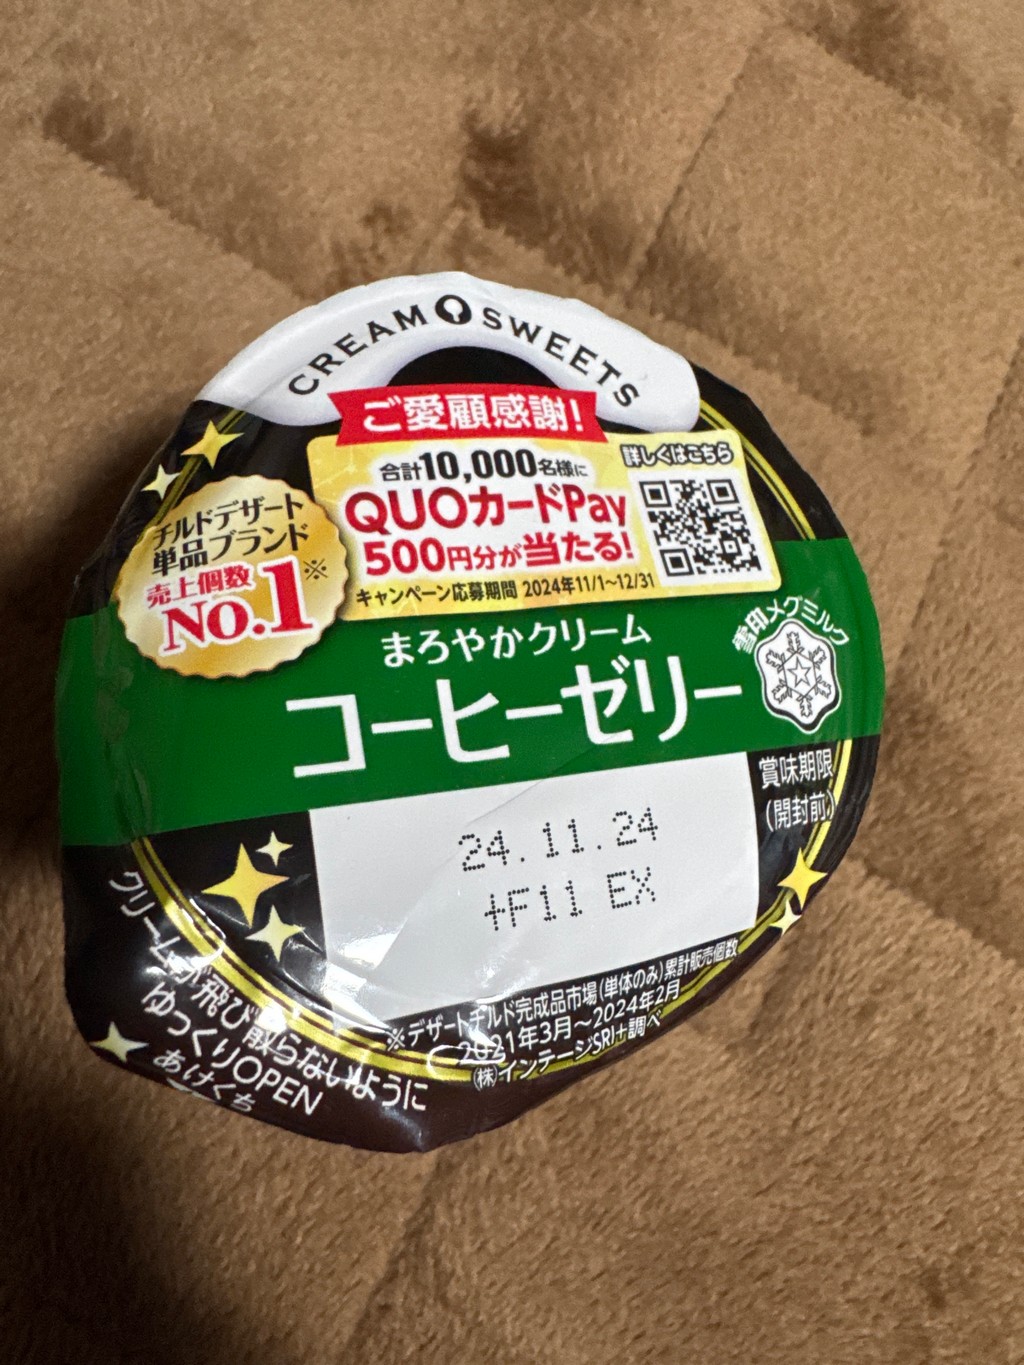 CREAM SWEETS
ご愛顧感謝!
合計10,000名様に
QUOカードPay
500円分が当たる!
キャンペーン応募期間 2024年11/1~12/31
詳しくはこちら
チルドデザート
単品ブランド
売上個数
No.1※
まろやかクリーム
コーヒーゼリー
雪印メグミルク
賞味期限
(開封前)
24.11.24
+F11 EX
※デザートチルド完成品市場(単体のみ)累計販売個数
2021年3月~2024年2月
(株)インテージSRI+調べ
クリームが飛び散らないように
ゆっくりOPEN
あけくち